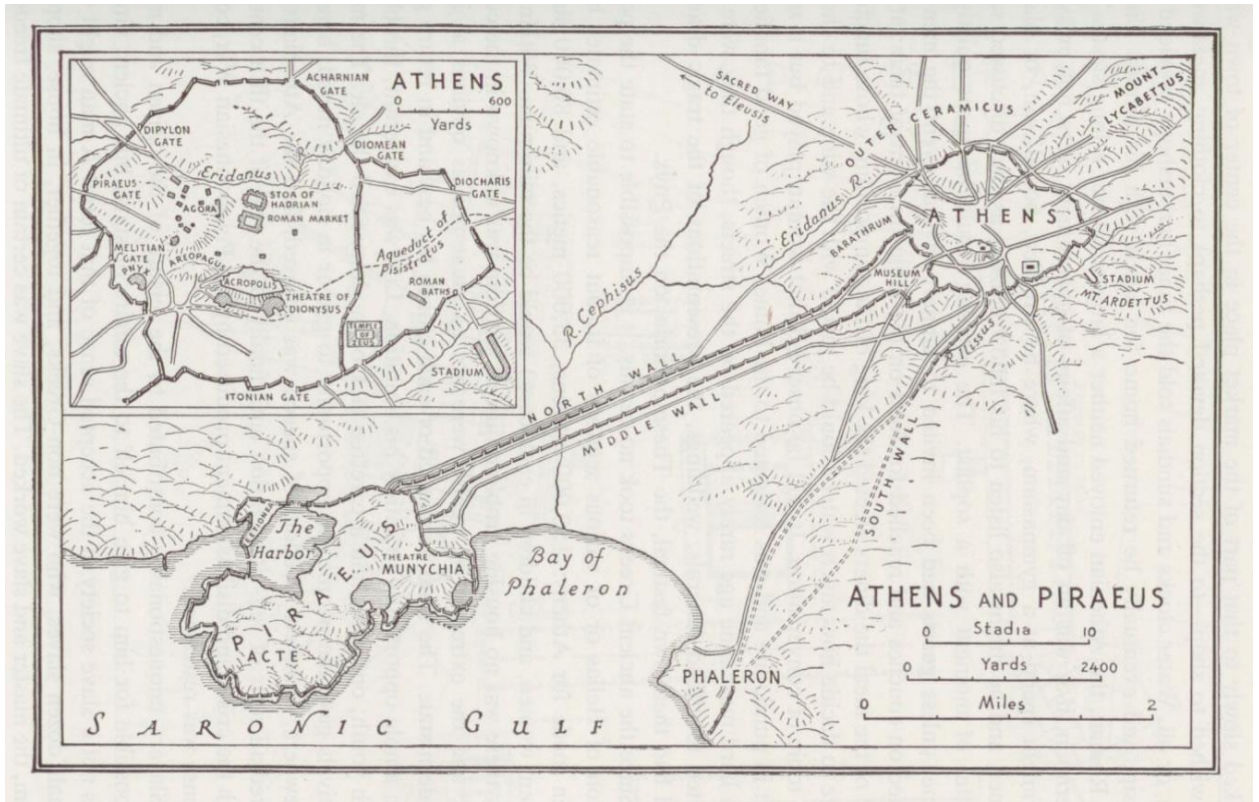 ATHENS
0 600
Yards
ACHARNIAN
GATE
DIPYLON
GATE
DIOMEAN
GATE
Eridanus
PIRAEUS
GATE
AGORA
STOA OF
HADRIAN
ROMAN MARKET
DIOCHARIS
GATE
MELITIAN
GATE
PNYX
AREOPAGUS
Aqueduct of
Pisistratus
ACROPOLIS
THEATRE OF
DIONYSUS
ROMAN
BATHS
TEMPLE
OF
ZEUS
STADIUM
ITONIAN GATE
SACRED WAY
to Eleusis
OUTER CERAMICUS
MOUNT
LYCABETTUS
Eridanus R.
BARATHRUM
ATHENS
MUSEUM
HILL
STADIUM
MT. ARDETTUS
R. Cephisus
R. Ilissus
NORTH WALL
MIDDLE WALL
SOUTH WALL
EETIONEA
The
Harbor
PIRAEUS
THEATRE
MUNYCHIA
ACTE
Bay of
Phaleron
PHALERON
SARONIC GULF
ATHENS AND PIRAEUS
0 Stadia 10
0 Yards 2400
0 Miles 2